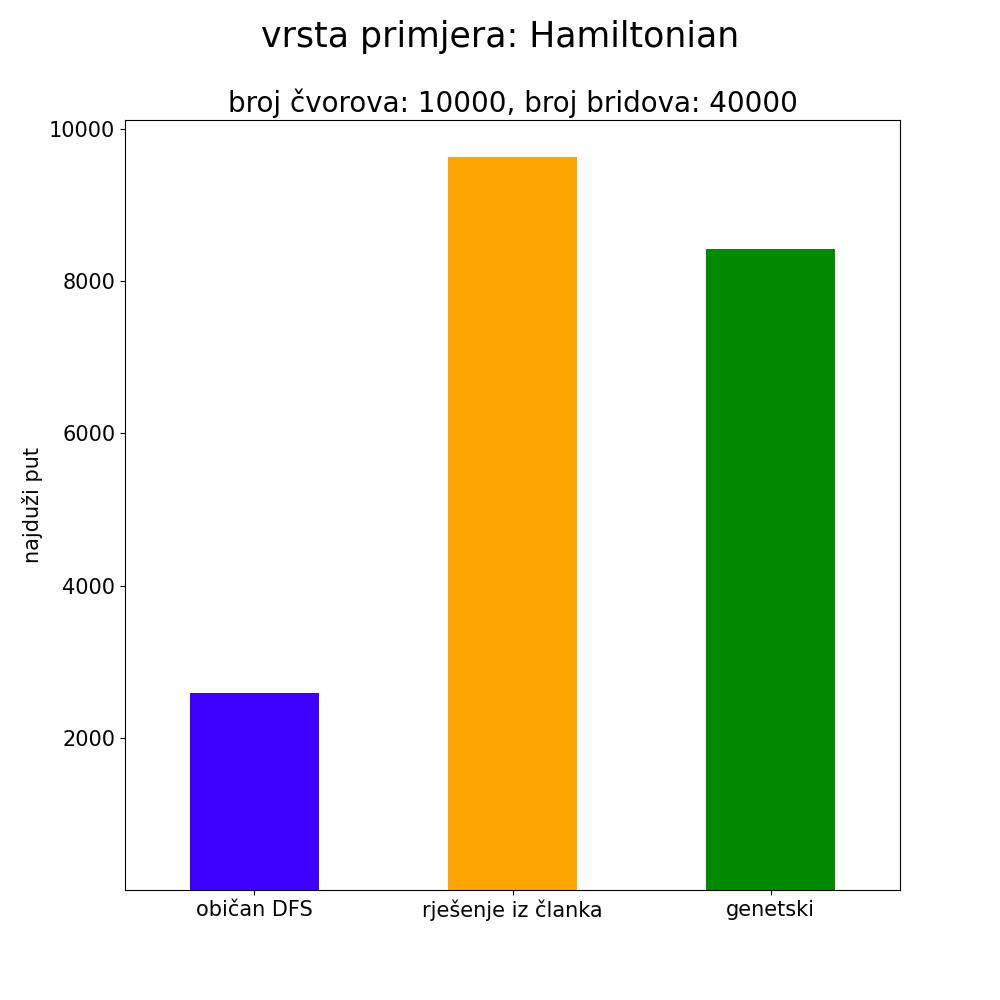 vrsta primjera: Hamiltonian
broj čvorova: 10000, broj bridova: 40000
10000
8000
6000
4000
2000
najduži put
običan DFS
rješenje iz članka
genetski